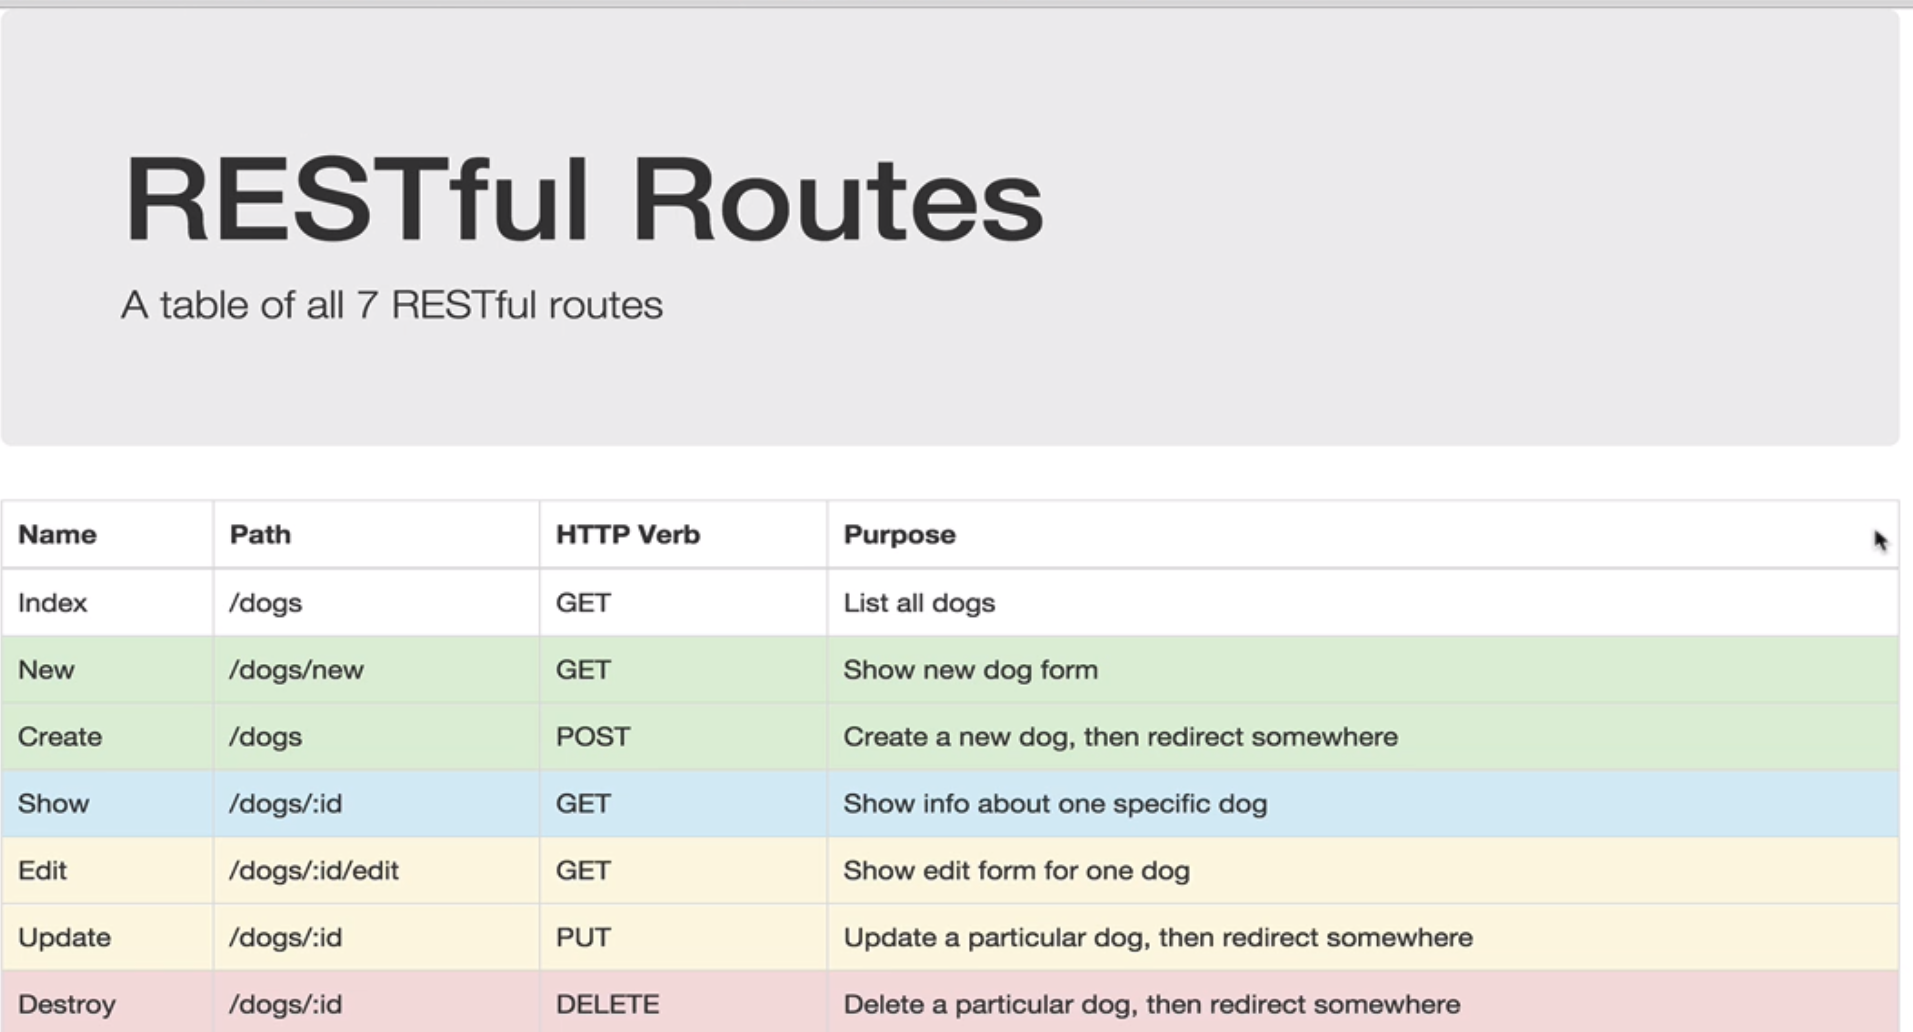 RESTful Routes
A table of all 7 RESTful routes
Name Path HTTP Verb Purpose
Index /dogs GET List all dogs
New /dogs/new GET Show new dog form
Create /dogs POST Create a new dog, then redirect somewhere
Show /dogs/:id GET Show info about one specific dog
Edit /dogs/:id/edit GET Show edit form for one dog
Update /dogs/:id PUT Update a particular dog, then redirect somewhere
Destroy /dogs/:id DELETE Delete a particular dog, then redirect somewhere